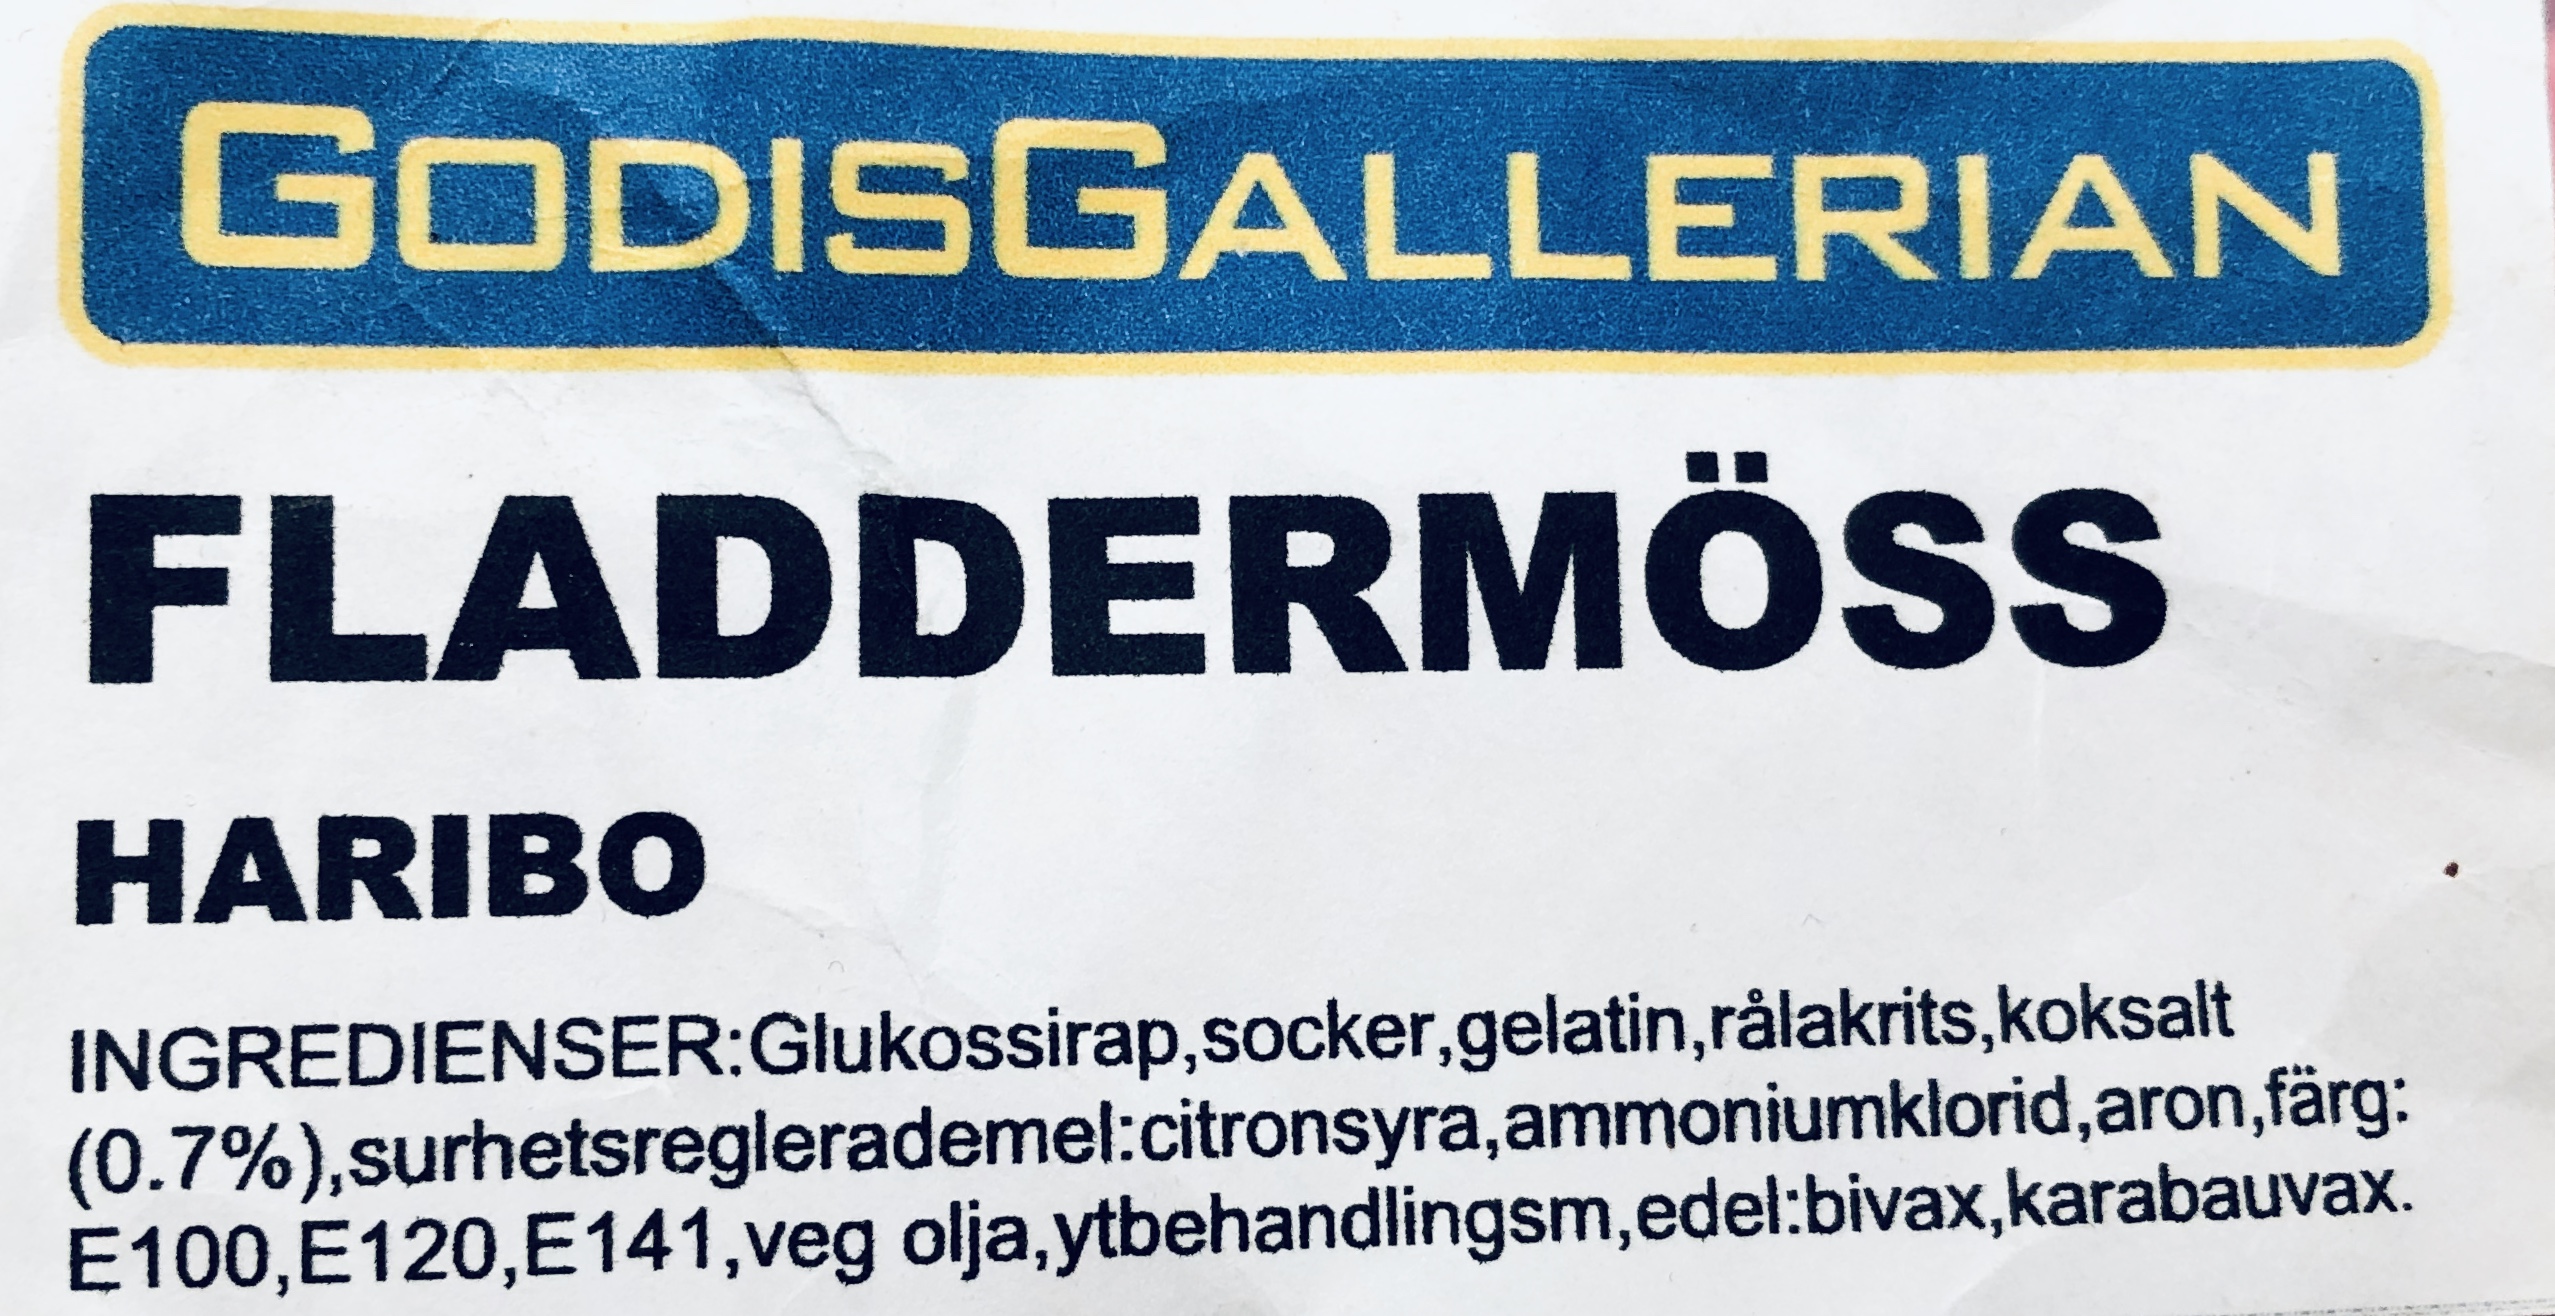 GODISGALLERIAN
FLADDERMÖSS
HARIBO
INGREDIENSER:Glukossirap,socker,gelatin,rålakrits,koksalt
(0.7%),surhetsreglerademel:citronsyra,ammoniumklorid,aron,färg:
E100,E120,E141,veg olja,ytbehandlingsm,edel:bivax,karabauvax.